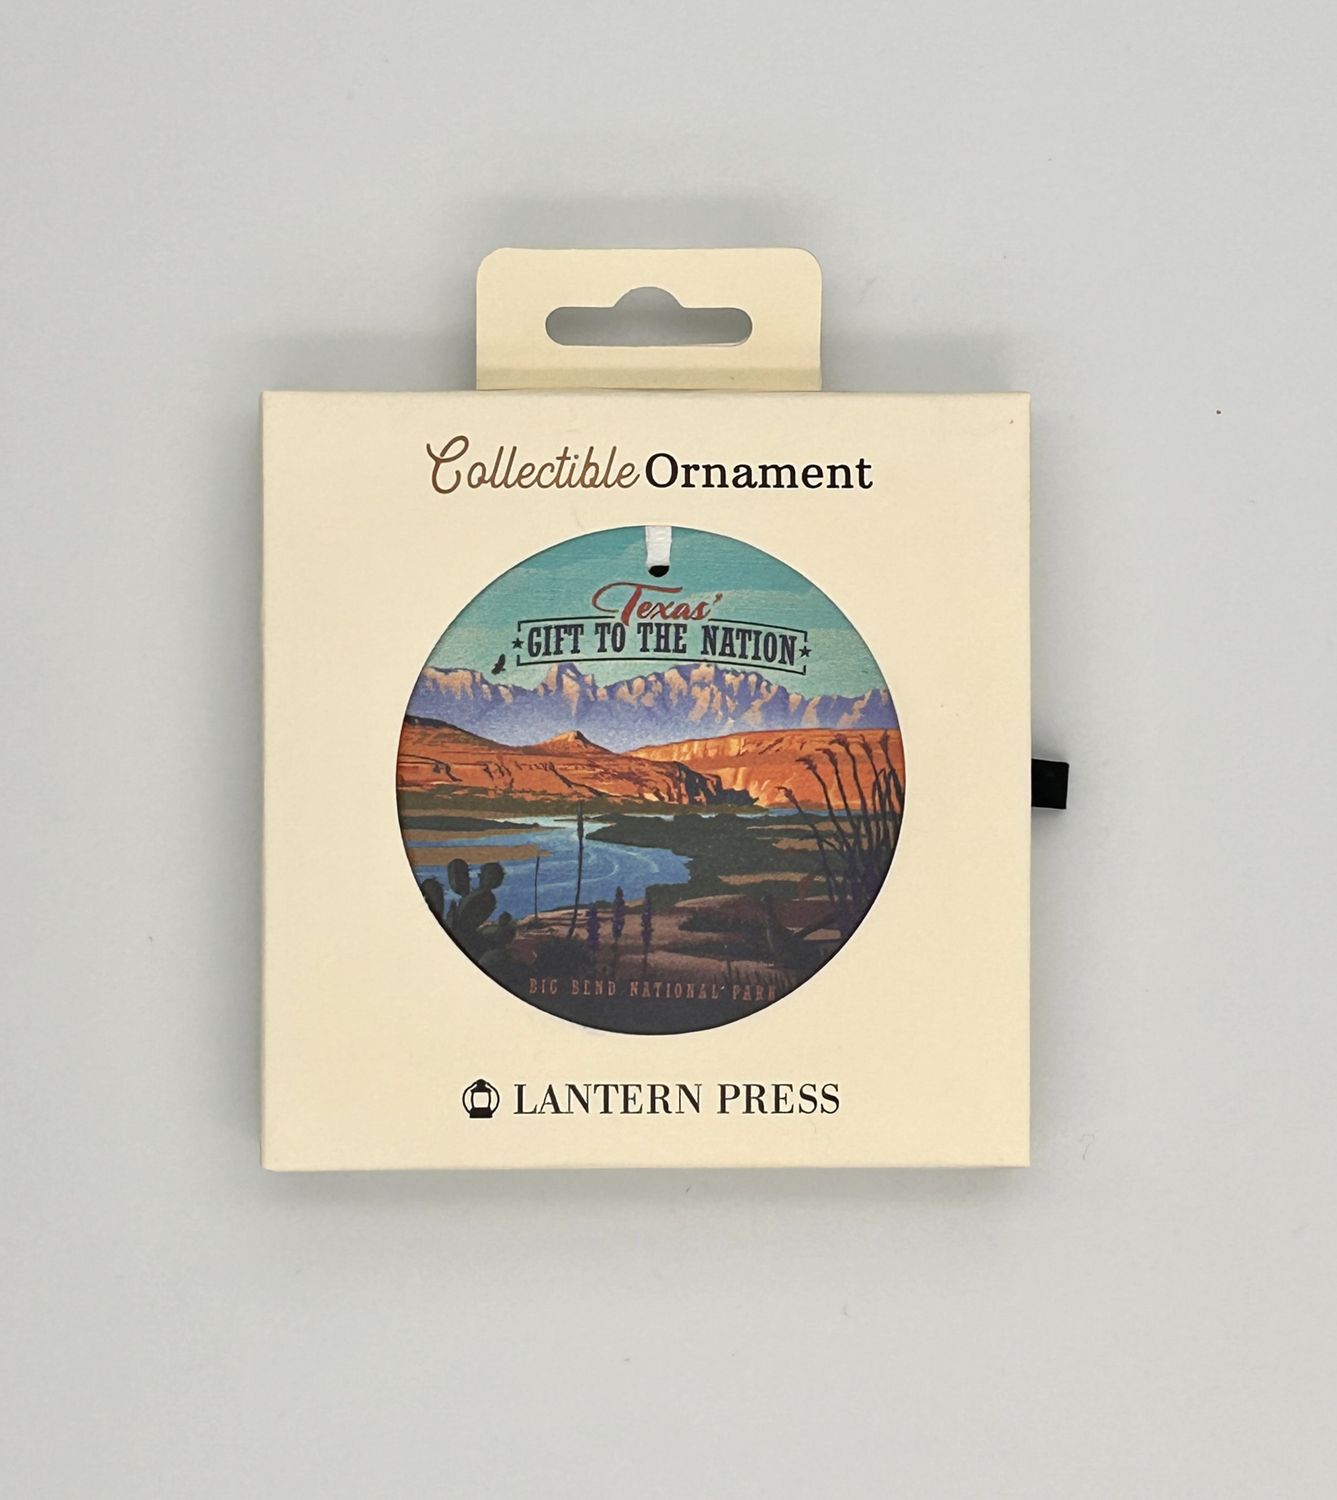 Collectible Ornament
Texas'
GIFT TO THE NATION
BIG BEND NATIONAL PARK
LANTERN PRESS